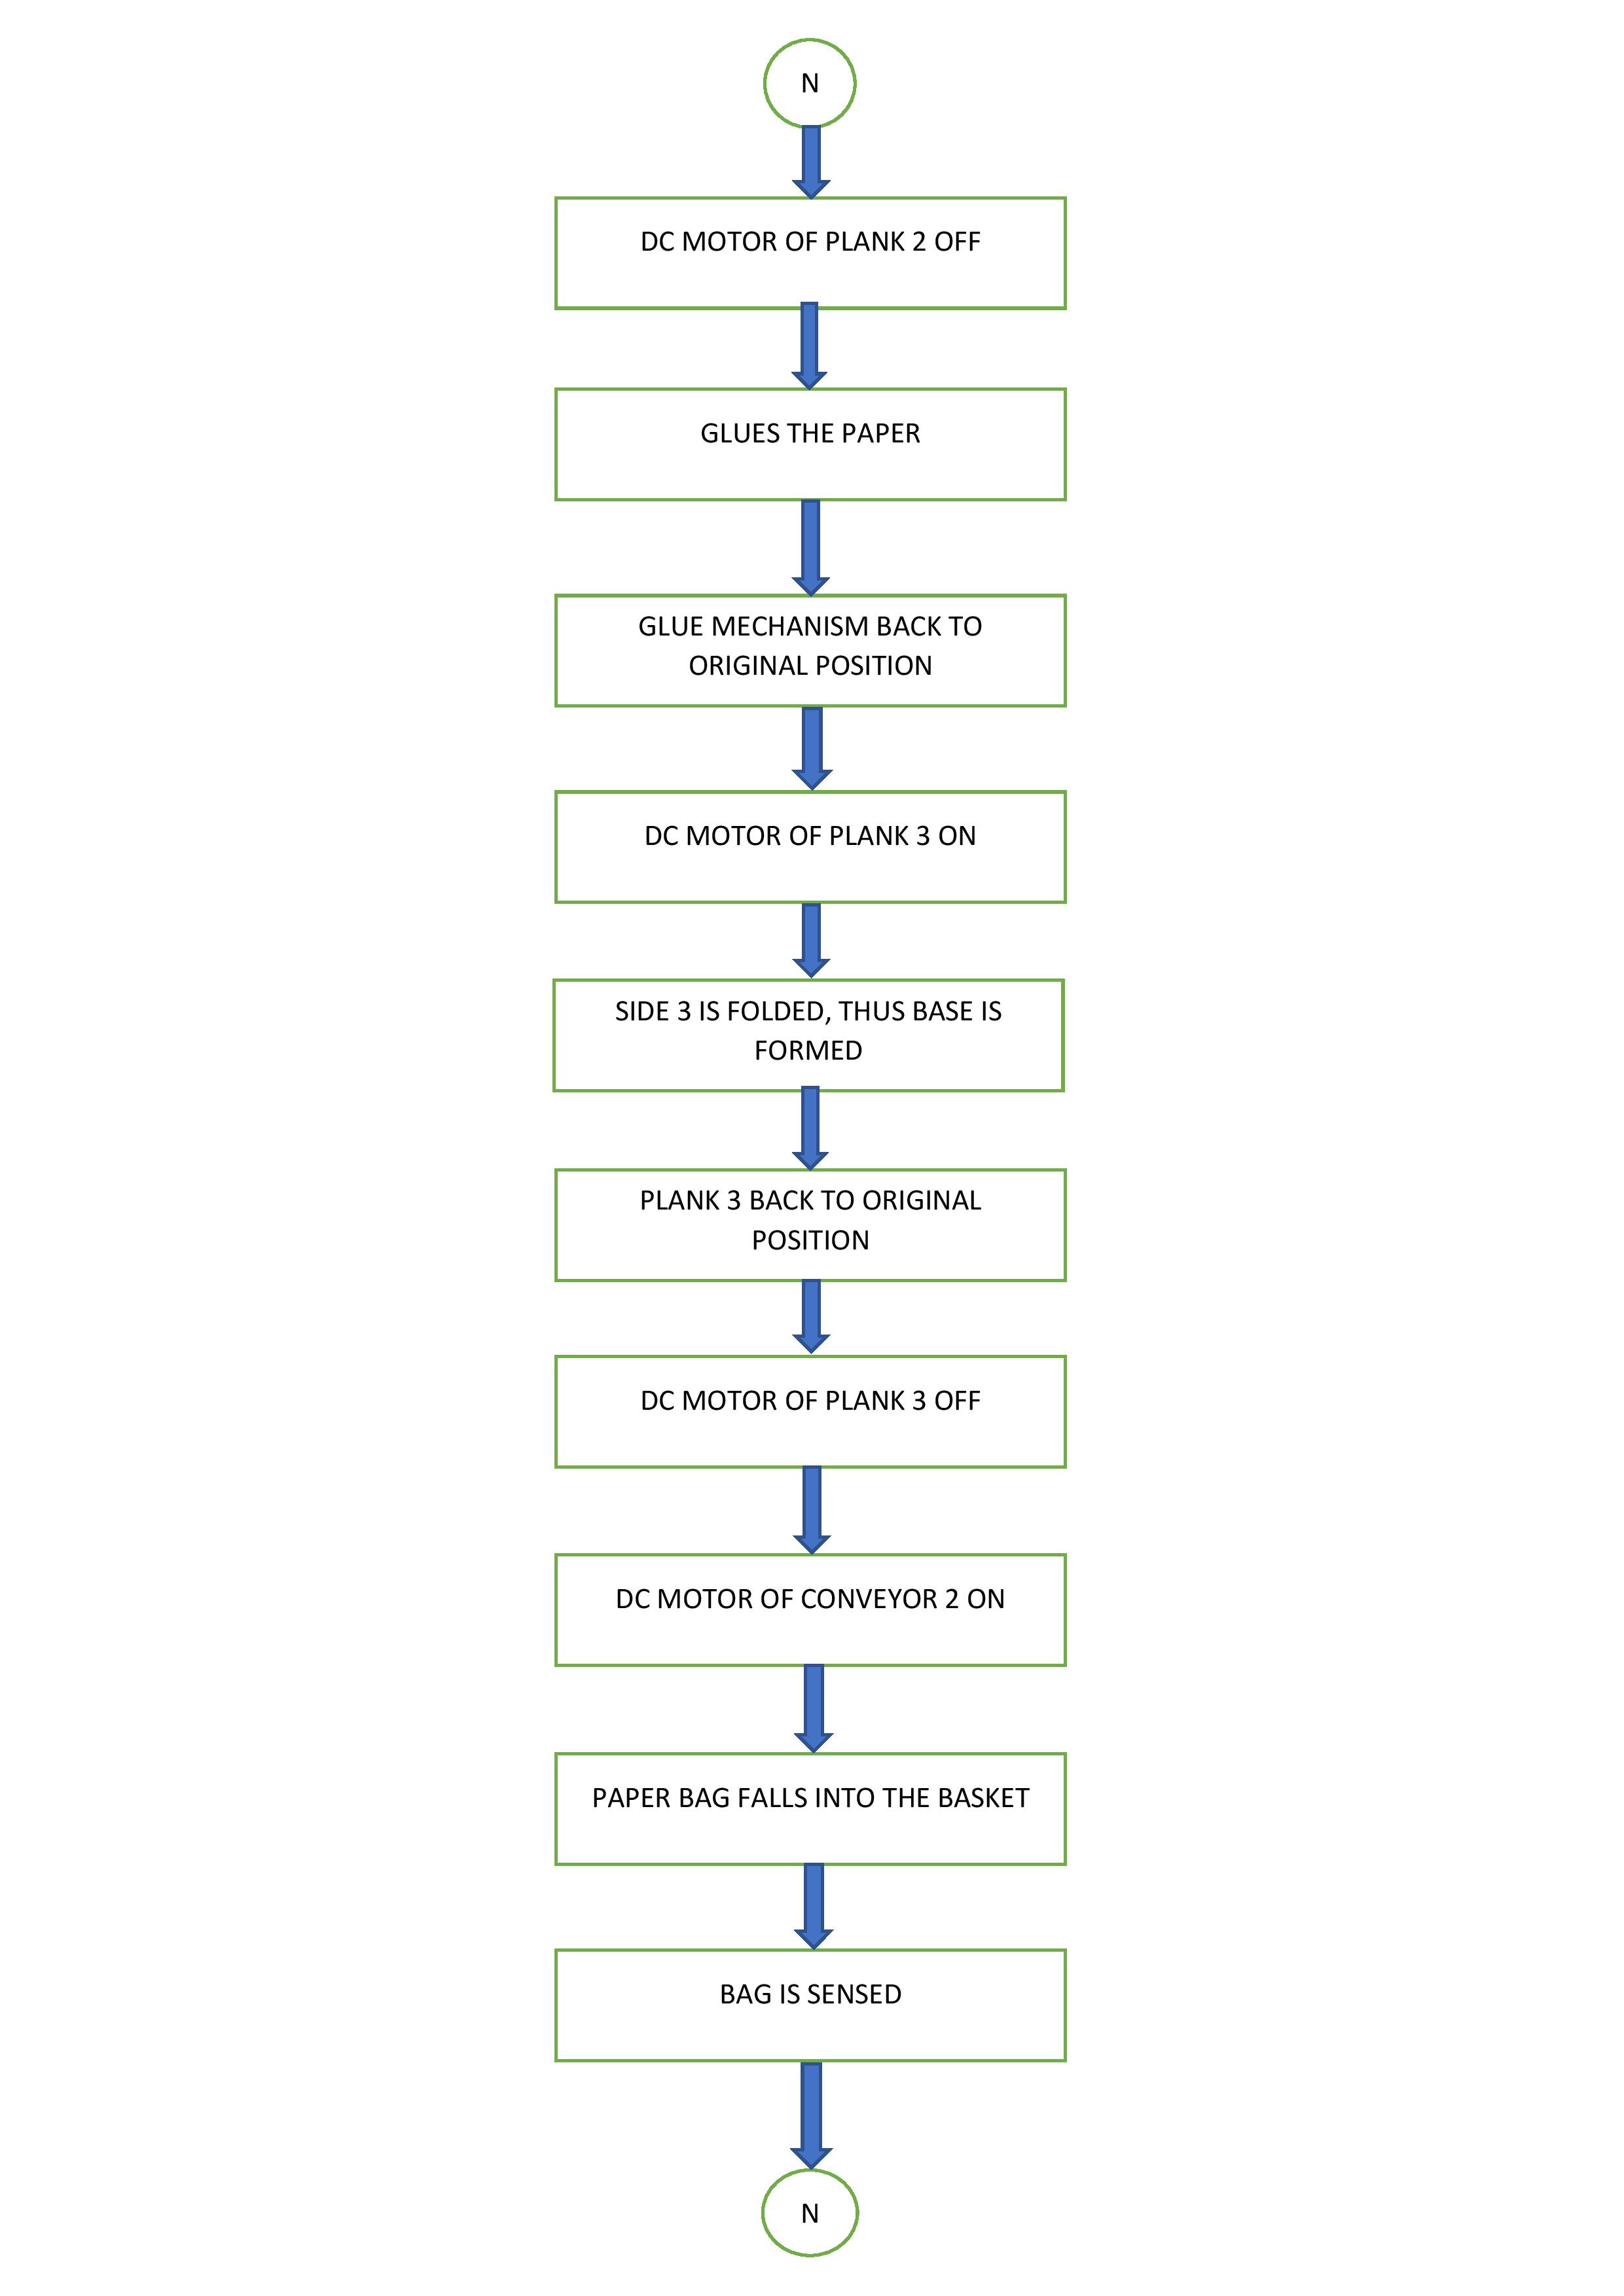 N
DC MOTOR OF PLANK 2 OFF
GLUES THE PAPER
GLUE MECHANISM BACK TO
ORIGINAL POSITION
DC MOTOR OF PLANK 3 ON
SIDE 3 IS FOLDED, THUS BASE IS
FORMED
PLANK 3 BACK TO ORIGINAL
POSITION
DC MOTOR OF PLANK 3 OFF
DC MOTOR OF CONVEYOR 2 ON
PAPER BAG FALLS INTO THE BASKET
BAG IS SENSED
N